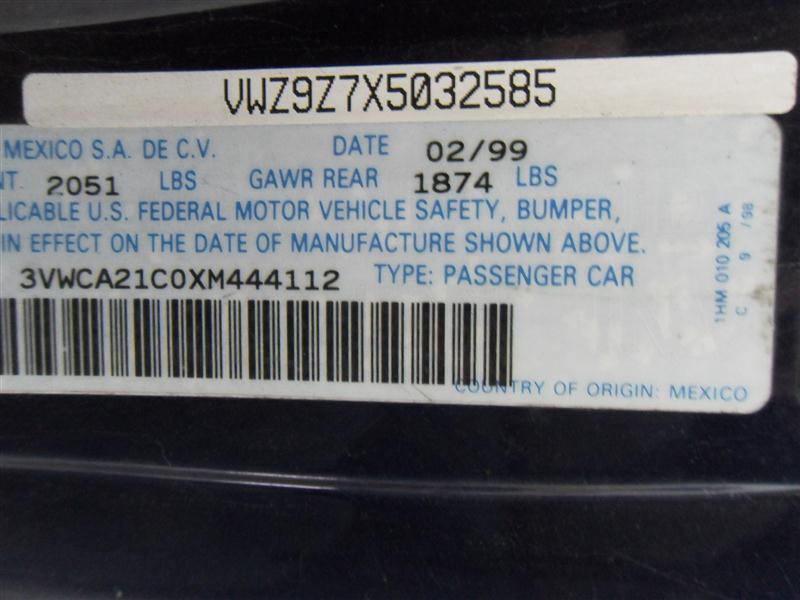 VWZ9Z7X5032585
MEXICO S.A. DE C.V. DATE 02/99
NT. 2051 LBS GAWR REAR 1874 LBS
LICABLE U.S. FEDERAL MOTOR VEHICLE SAFETY, BUMPER,
IN EFFECT ON THE DATE OF MANUFACTURE SHOWN ABOVE.
3VWCA21C0XM444112 TYPE: PASSENGER CAR
COUNTRY OF ORIGIN: MEXICO
1HM 010 205 A
C 9 /98